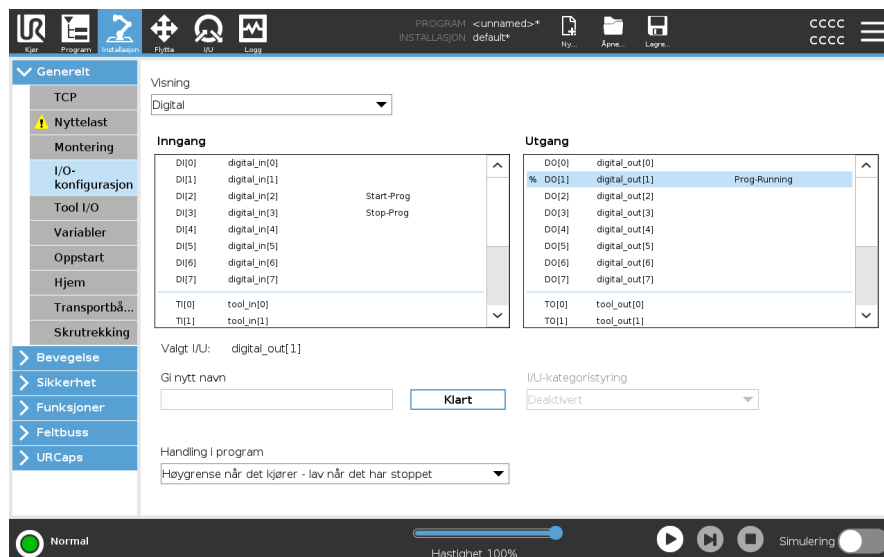 PROGRAM <unnamed>*
INSTALLASJON default*
Kjør
Program
Installasjon
Flytte
I/U
Logg
Ny...
Åpne...
Lagre...
CCCC
CCCC
Generelt
TCP
Nyttelast
Montering
I/O-
konfigurasjon
Tool I/O
Variabler
Oppstart
Hjem
Transportbå...
Skrutrekking
Bevegelse
Sikkerhet
Funksjoner
Feltbuss
URCaps
Visning
Digital
Inngang
DI[0] digital_in[0]
DI[1] digital_in[1]
DI[2] digital_in[2] Start-Prog
DI[3] digital_in[3] Stop-Prog
DI[4] digital_in[4]
DI[5] digital_in[5]
DI[6] digital_in[6]
DI[7] digital_in[7]
TI[0] tool_in[0]
TI[1] tool_in[1]
Utgang
DO[0] digital_out[0]
% DO[1] digital_out[1] Prog-Running
DO[2] digital_out[2]
DO[3] digital_out[3]
DO[4] digital_out[4]
DO[5] digital_out[5]
DO[6] digital_out[6]
DO[7] digital_out[7]
TO[0] tool_out[0]
TO[1] tool_out[1]
Valgt I/U: digital_out[1]
Gi nytt navn
Klart
I/U-kategoristyring
Deaktivert
Handling i program
Høygrense når det kjører - lav når det har stoppet
Normal
Hastighet 100%
Simulering